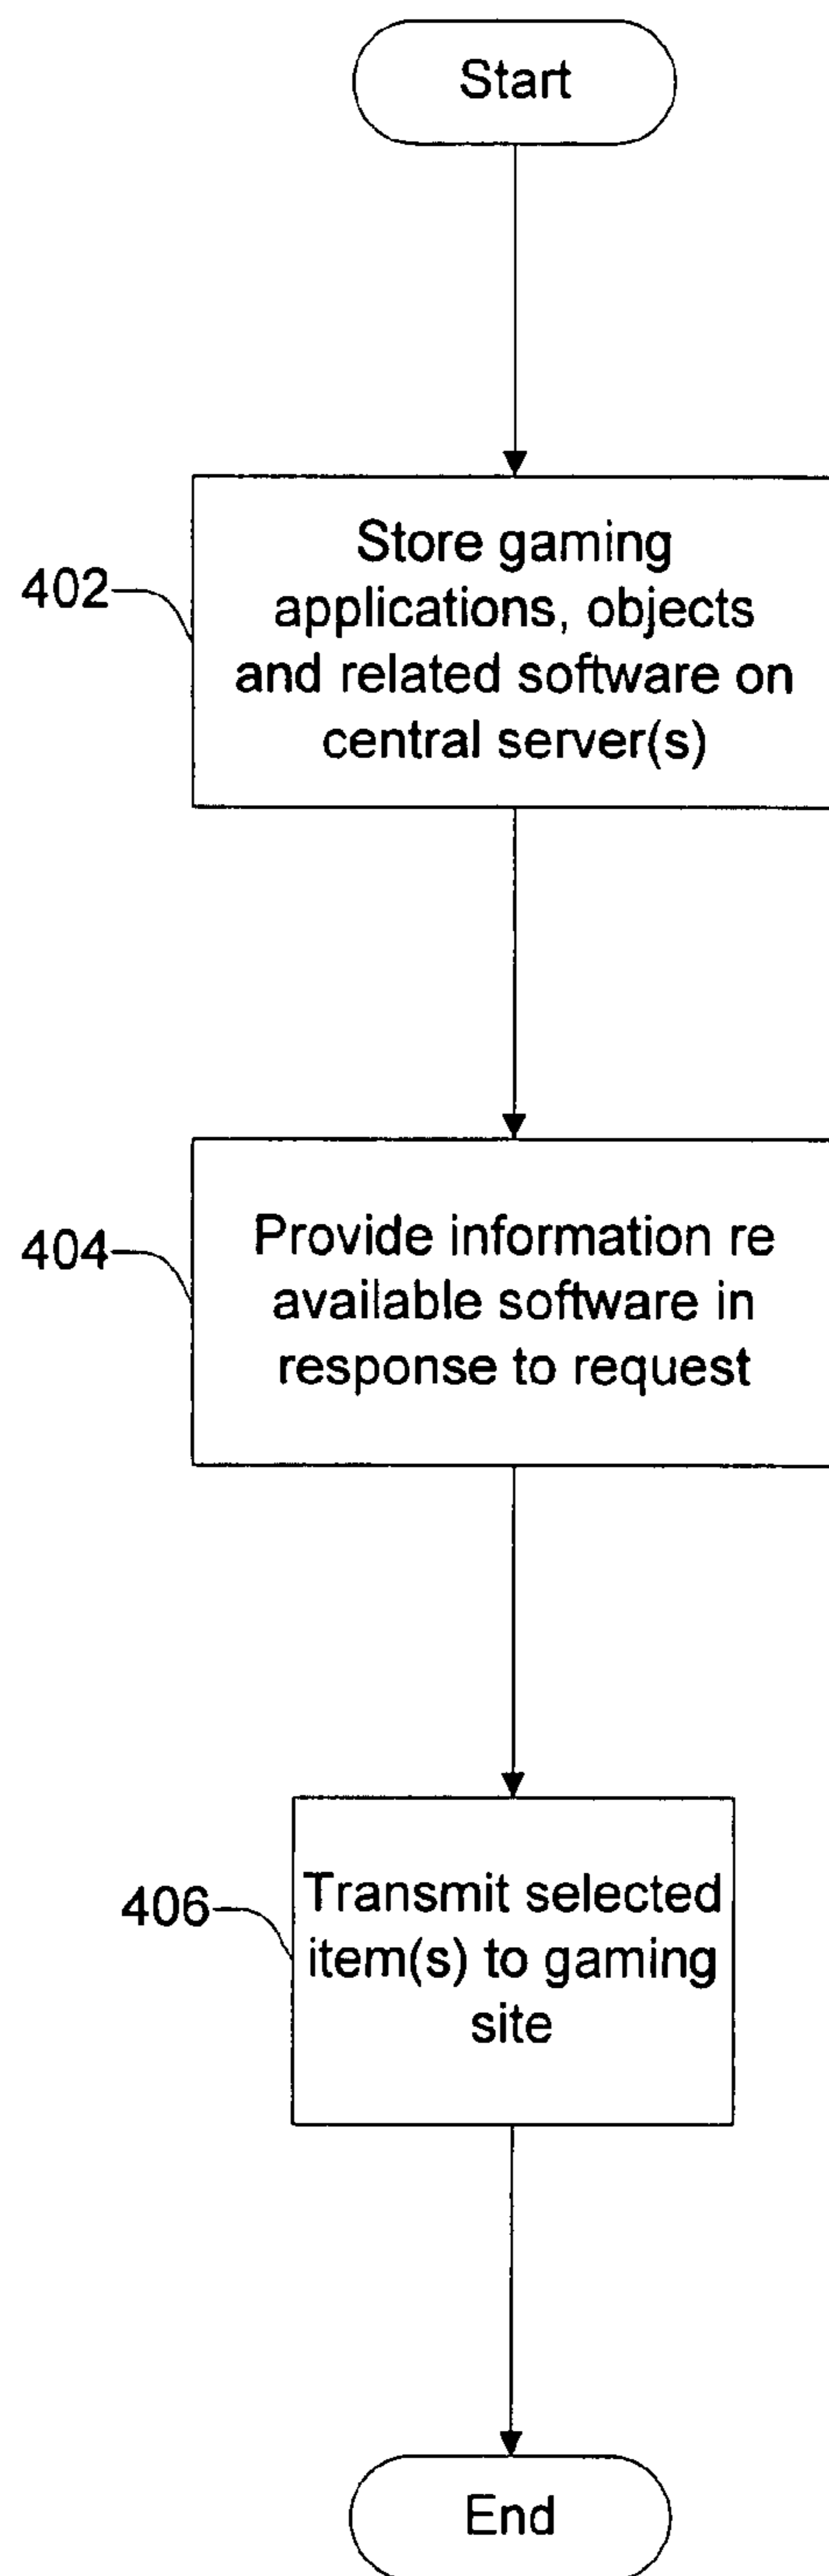 Start
402
Store gaming
applications, objects
and related software on
central server(s)
404
Provide information re
available software in
response to request
406
Transmit selected
item(s) to gaming
site
End